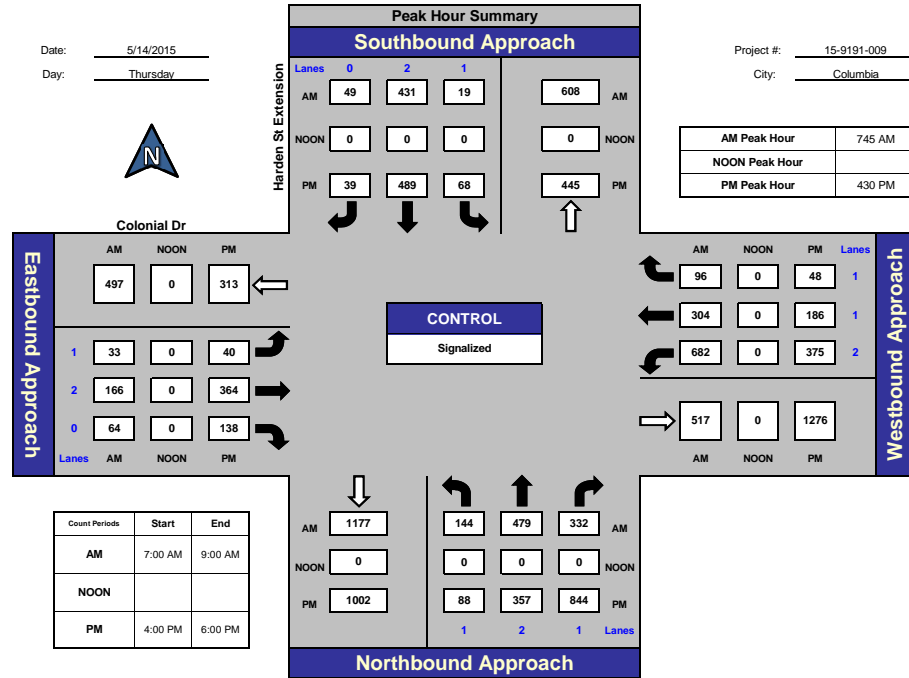 Peak Hour Summary
Southbound Approach
Date: 5/14/2015
Day: Thursday
Project #: 15-9191-009
City: Columbia
N
Harden St Extension
Lanes 0 2 1
AM 49 431 19 608 AM
NOON 0 0 0 0 NOON
PM 39 489 68 445 PM
AM Peak Hour 745 AM
NOON Peak Hour
PM Peak Hour 430 PM
Colonial Dr
Eastbound Approach
AM NOON PM
497 0 313
1 33 0 40
2 166 0 364
0 64 0 138
Lanes AM NOON PM
CONTROL
Signalized
Westbound Approach
AM NOON PM Lanes
96 0 48 1
304 0 186 1
682 0 375 2
517 0 1276
AM NOON PM
Count Periods Start End
AM 7:00 AM 9:00 AM
NOON
PM 4:00 PM 6:00 PM
AM 1177 144 479 332 AM
NOON 0 0 0 0 NOON
PM 1002 88 357 844 PM
1 2 1 Lanes
Northbound Approach